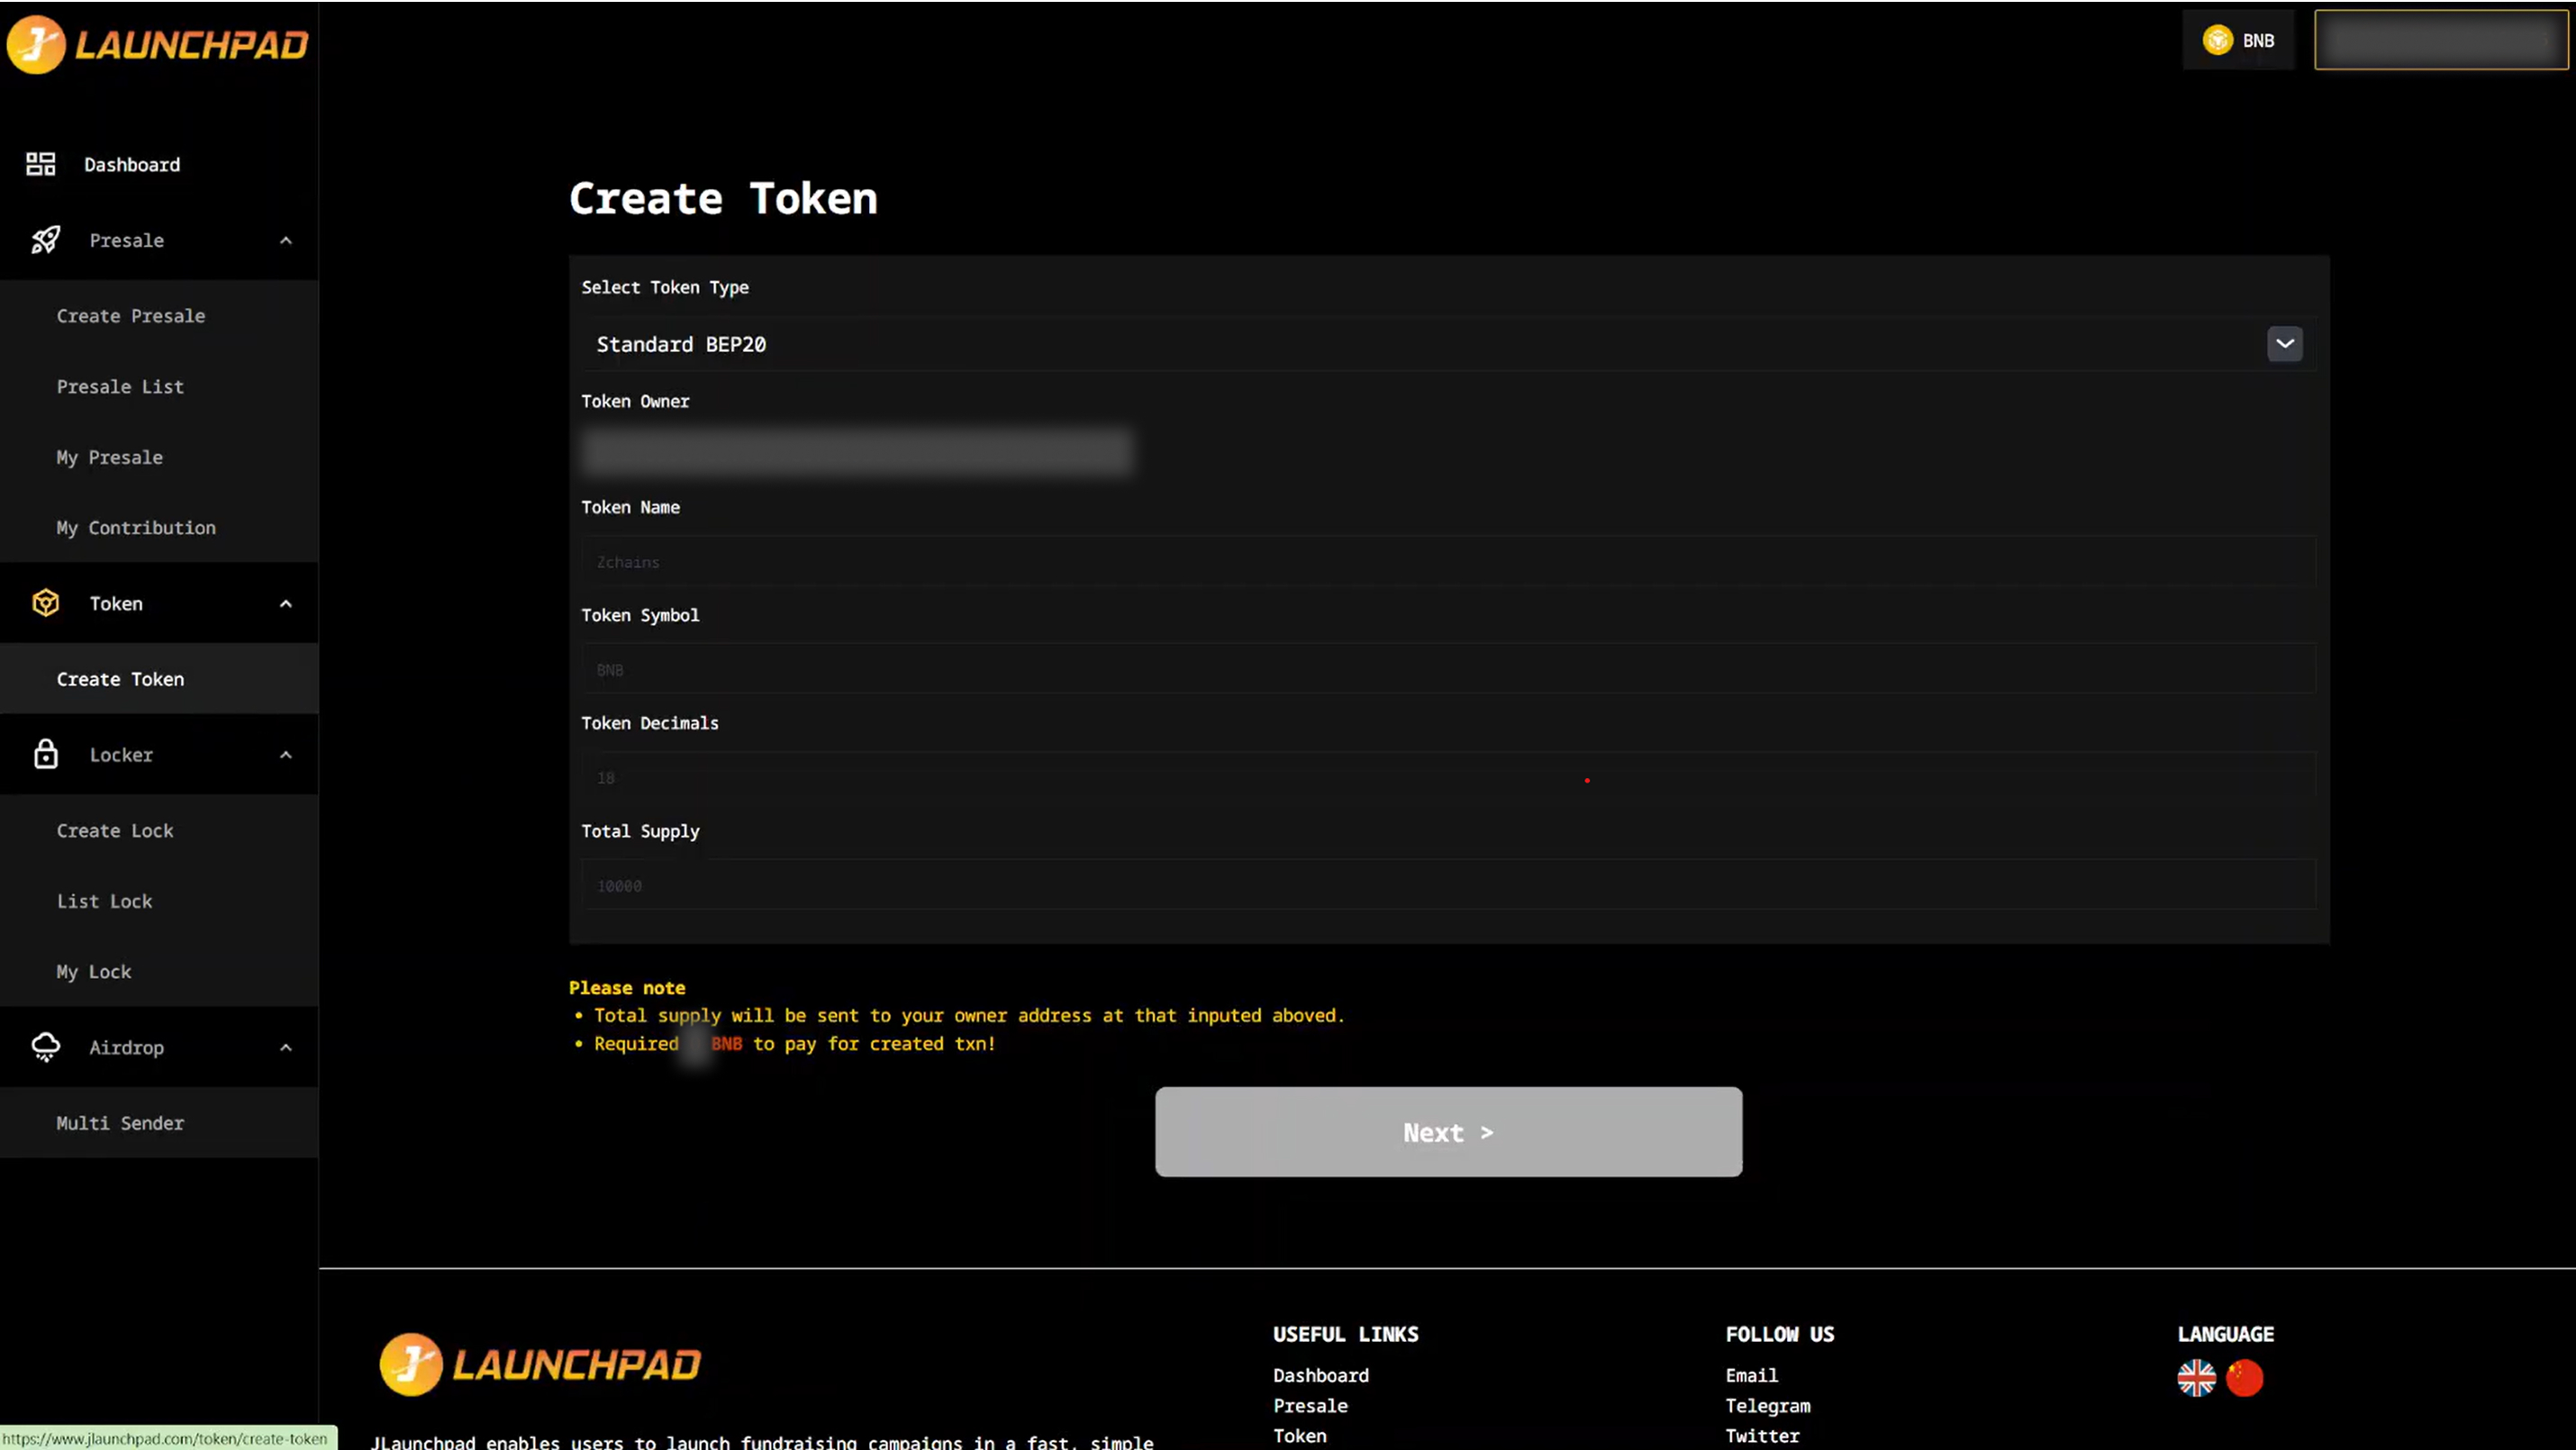 LAUNCHPAD
BNB
Dashboard
Presale
Create Presale
Presale List
My Presale
My Contribution
Token
Create Token
Locker
Create Lock
List Lock
My Lock
Airdrop
Multi Sender
Create Token
Select Token Type
Standard BEP20
Token Owner
Token Name
Zchains
Token Symbol
BNB
Token Decimals
18
Total Supply
10000
Please note
• Total supply will be sent to your owner address at that inputed aboved.
• Required BNB to pay for created txn!
Next >
LAUNCHPAD
JLaunchpad enables users to launch fundraising campaigns in a fast, simple
USEFUL LINKS
Dashboard
Presale
Token
FOLLOW US
Email
Telegram
Twitter
LANGUAGE
https://www.jlaunchpad.com/token/create-token